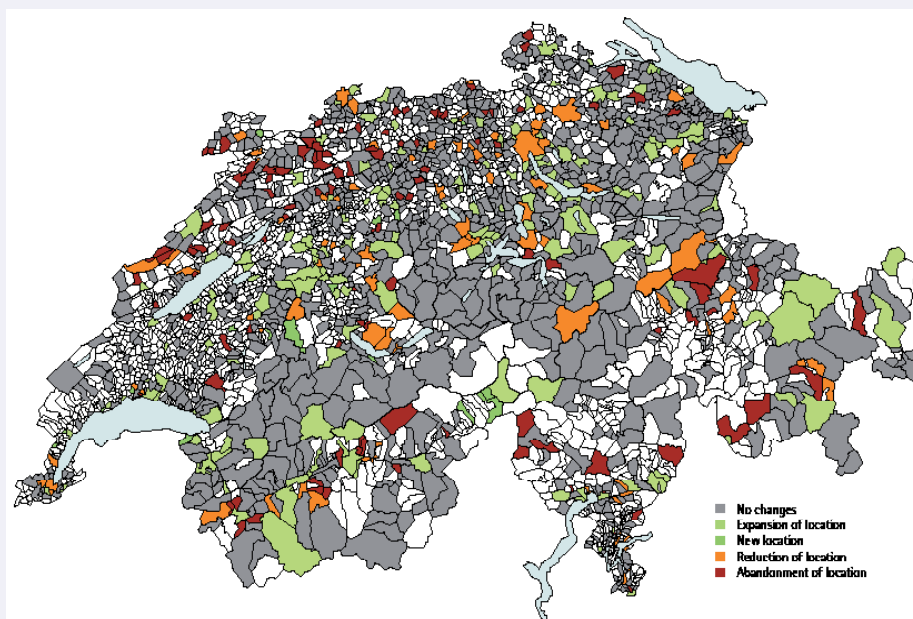 No changes
Expansion of location
New location
Reduction of location
Abandonment of location